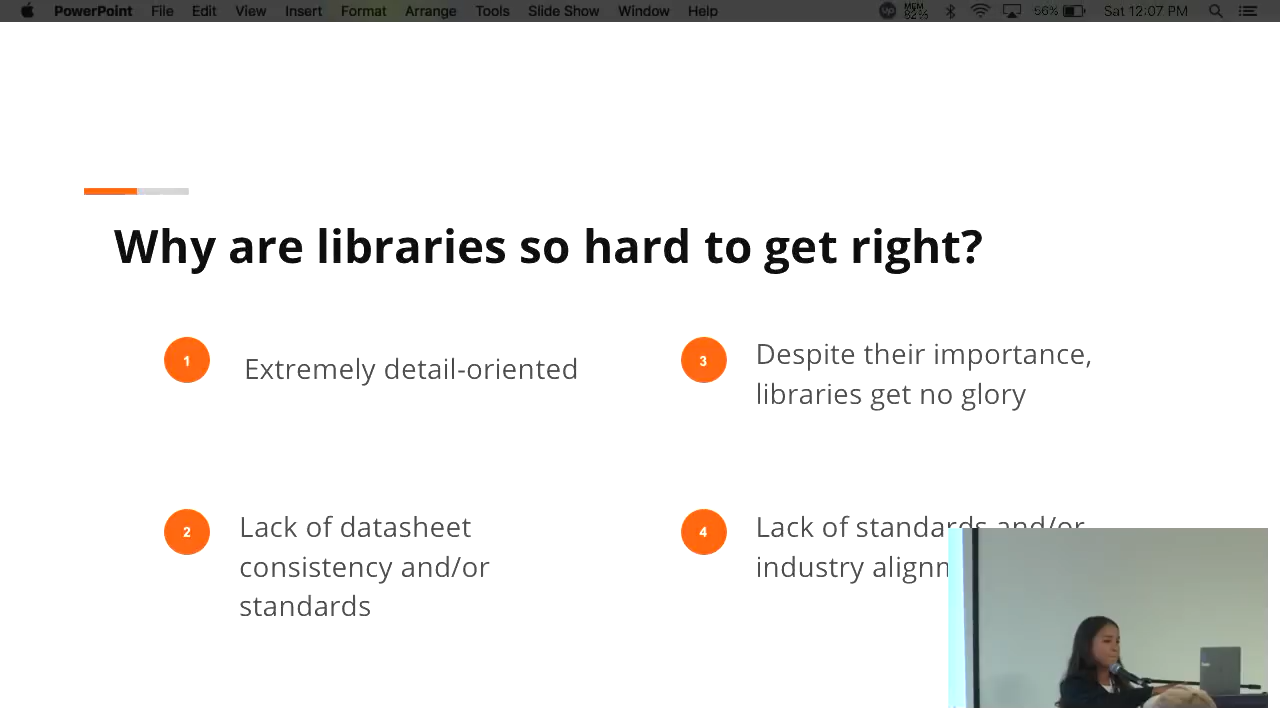 PowerPoint File Edit View Insert Format Arrange Tools Slide Show Window Help 66% Sat 12:07 PM
Why are libraries so hard to get right?
1 Extremely detail-oriented
2 Lack of datasheet
consistency and/or
standards
3 Despite their importance,
libraries get no glory
4 Lack of standards and/or
industry